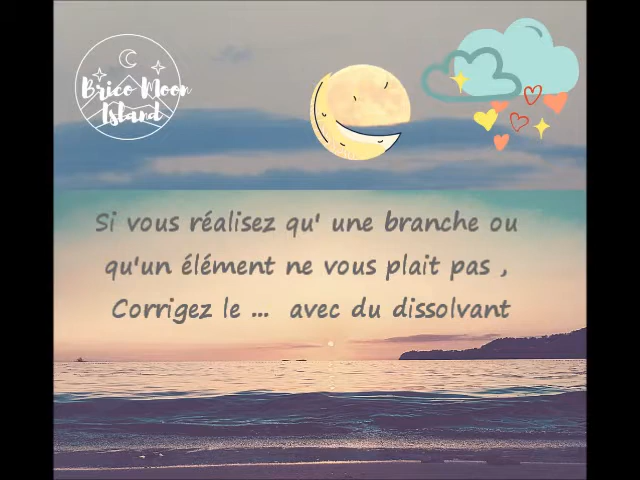 Brico Moon
Island
Si vous réalisez qu' une branche ou
qu'un élément ne vous plait pas ,
Corrigez le ... avec du dissolvant